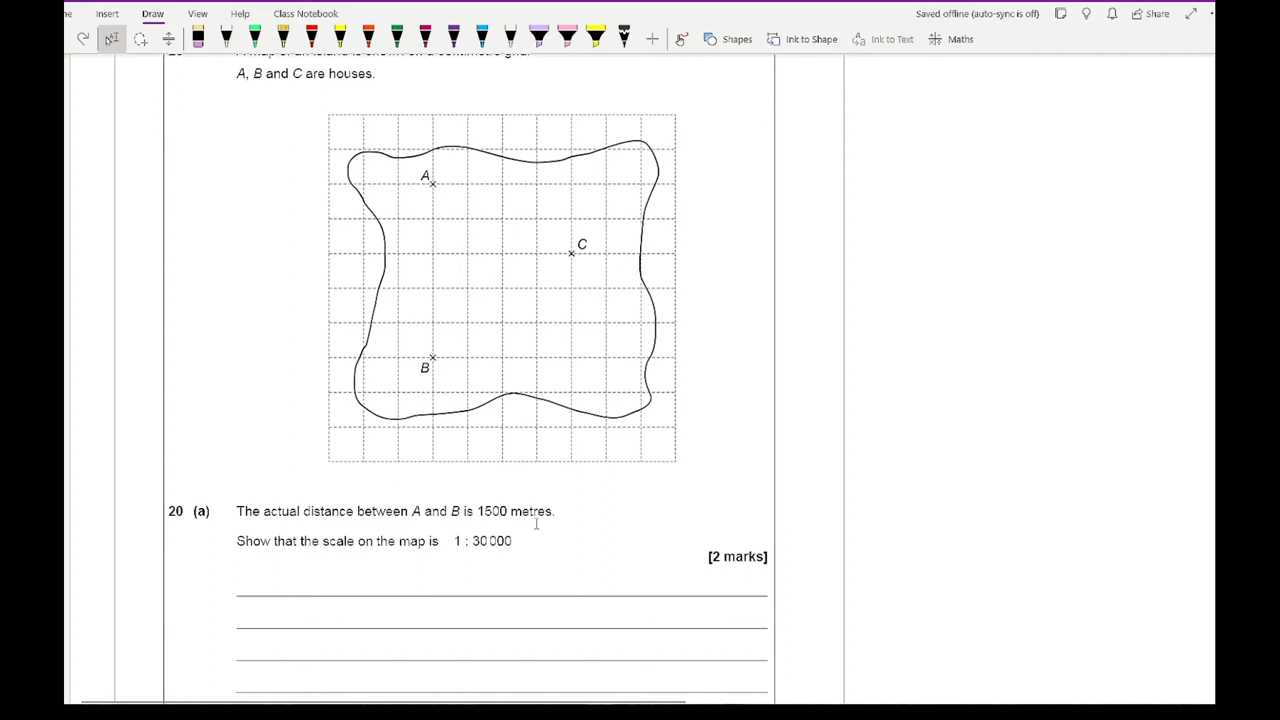 Insert Draw View Help Class Notebook Saved offline (auto-sync is off) Share
Shapes Ink to Shape Ink to Text Maths
A, B and C are houses.
A
C
B
20 (a) The actual distance between A and B is 1500 metres.
Show that the scale on the map is 1 : 30 000
[2 marks]